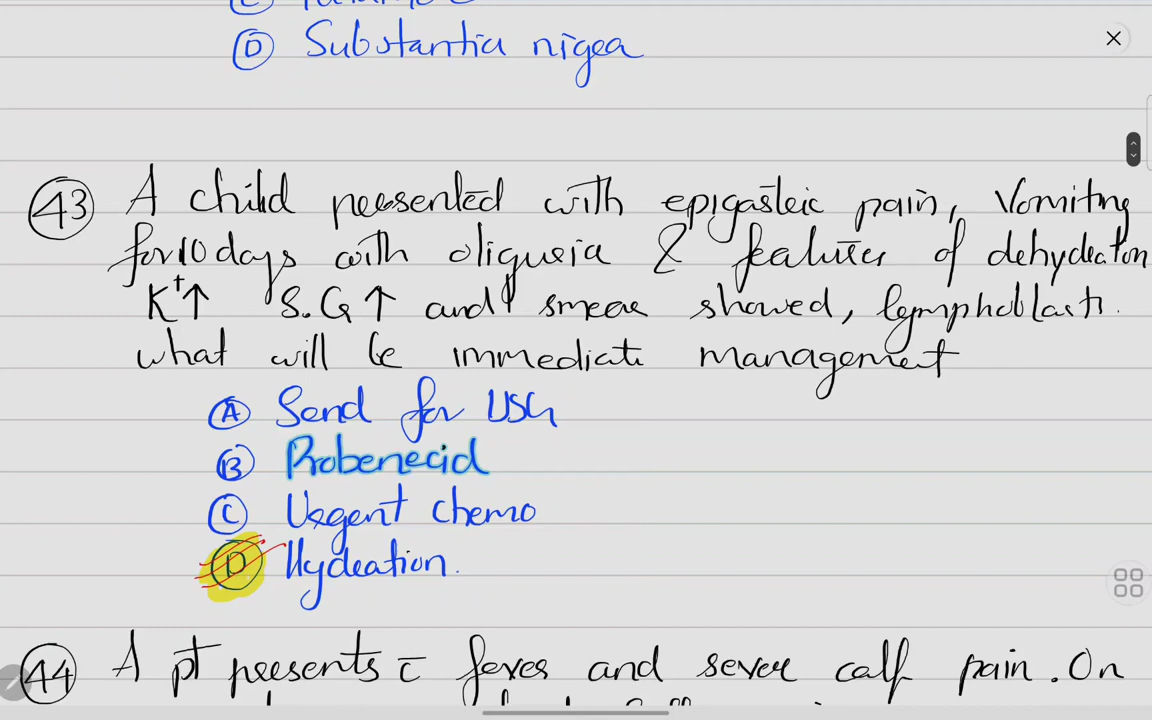 D Substantia nigra
43 A child presented with epigastric pain, Vomiting
for 10 days with oliguria & features of dehydration
K+↑ S.G↑ and smear showed, lymphoblasts.
what will be immediate management
A Send for USG
B Probenecid
C Urgent chemo
D Hydration.
44 A pt presents c̄ fever and sever calf pain. On